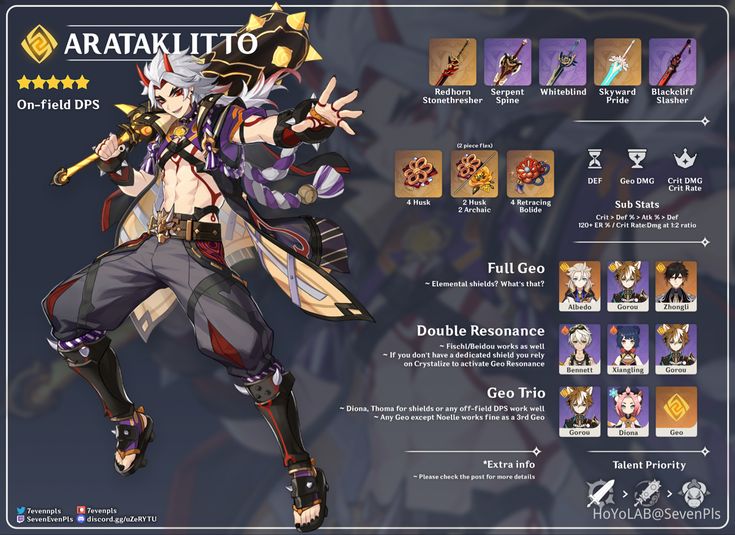 ARATAKI ITTO
On-field DPS
Redhorn
Stonethresher
Serpent
Spine
Whiteblind
Skyward
Pride
Blackcliff
Slasher
(2 piece flex)
4 Husk
2 Husk
2 Archaic
4 Retracing
Bolide
DEF
Geo DMG
Crit DMG
Crit Rate
Sub Stats
Crit > Def % > Atk % > Def
120+ ER % / Crit Rate:Dmg at 1:2 ratio
Full Geo
~ Elemental shields? What's that?
Albedo
Gorou
Zhongli
Double Resonance
~ Fischl/Beidou works as well
~ If you don't have a dedicated shield you rely
on Crystalize to activate Geo Resonance
Bennett
Xiangling
Gorou
Geo Trio
~ Diona, Thoma for shields or any off-field DPS work well
~ Any Geo except Noelle works fine as a 3rd Geo
Gorou
Diona
Geo
*Extra info
~ Please check the post for more details
Talent Priority
> >
7evennpls
7evennpls
SevenEvenPls
discord.gg/uZeRYTU
HoYoLAB@SevenPls